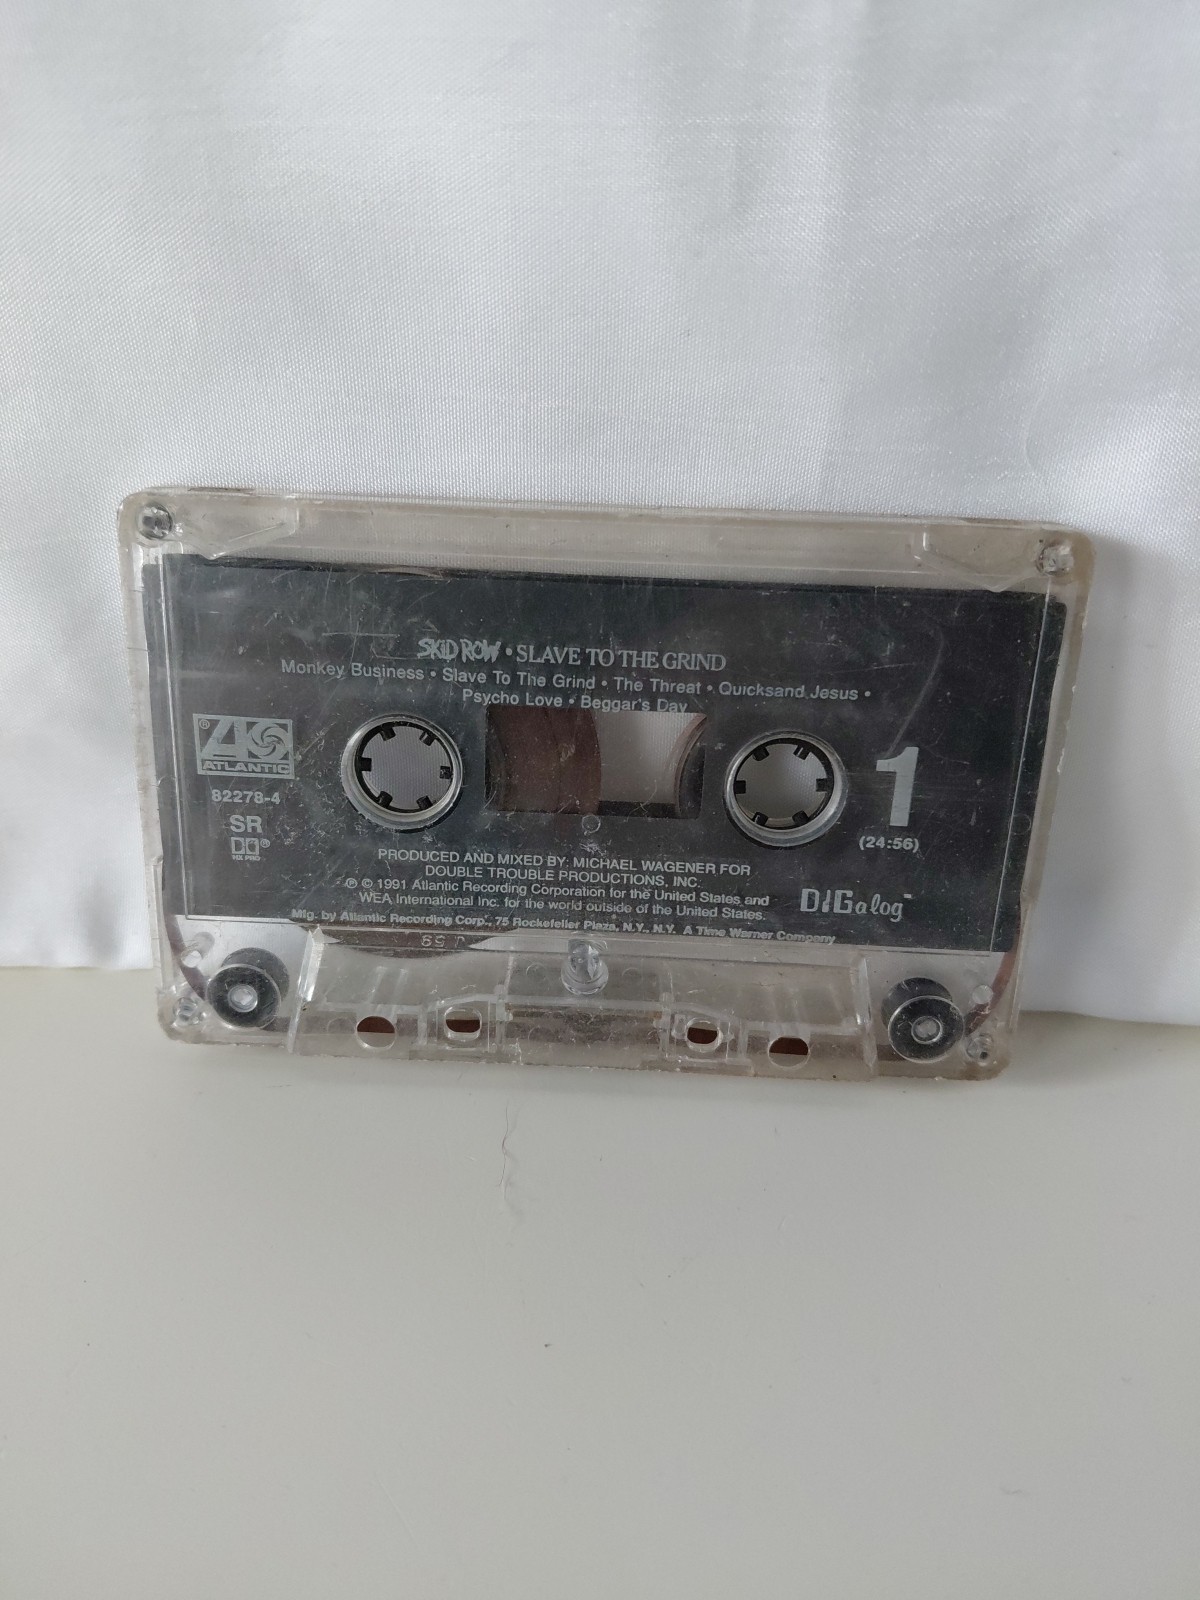 SKID ROW • SLAVE TO THE GRIND
Monkey Business • Slave To The Grind • The Threat • Quicksand Jesus •
Psycho Love • Beggar's Day
ATLANTIC
82278-4
SR
HX PRO
1
(24:56)
PRODUCED AND MIXED BY: MICHAEL WAGENER FOR
DOUBLE TROUBLE PRODUCTIONS, INC.
℗ © 1991 Atlantic Recording Corporation for the United States and
WEA International Inc. for the world outside of the United States.
Mfg. by Atlantic Recording Corp., 75 Rockefeller Plaza, N.Y., N.Y. A Time Warner Company
DIGalog™